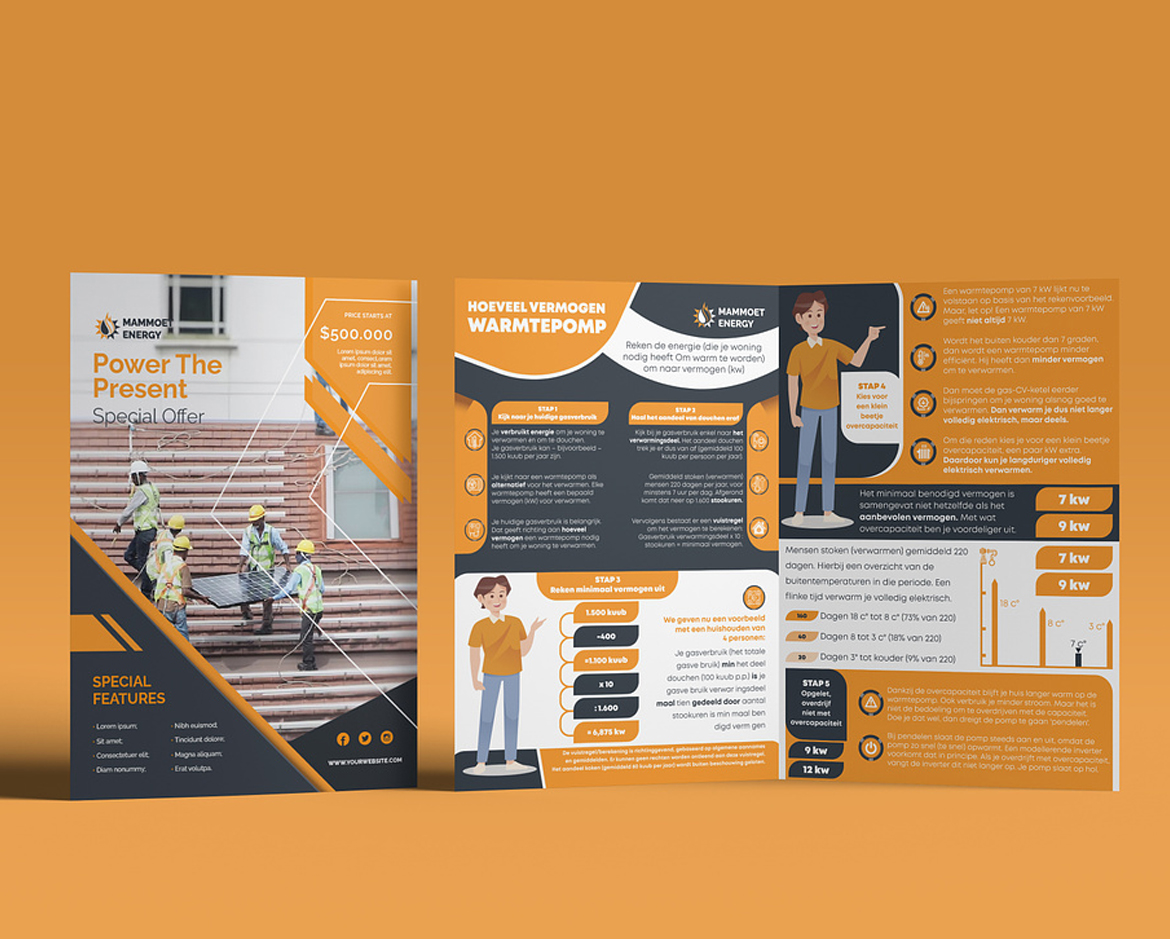 MAMMOET
ENERGY
Power The
Present
Special Offer
PRICE STARTS AT
$500.000
Lorem ipsum dolor sit
amet, consect,orem
ipsum dolor sit amet,
adipiscing elit.
SPECIAL
FEATURES
· Lorem ipsum;
· Sit amet,
· Consectetuer elit,
· Diam nonummy,
· Nibh euismod,
· Tincidunt dolore;
· Magna aliquam;
· Erat volutpa.
WWW.YOURWEBSITE.COM
HOEVEEL VERMOGEN
WARMTEPOMP
MAMMOET
ENERGY
Reken de energie (die je woning
nodig heeft Om warm te worden)
om naar vermogen (kw)
STAP 1
Kijk naar je huidige gasverbruik
Je verbruikt energie om je woning te
verwarmen én om te douchen.
Je gasverbruik kan – bijvoorbeeld –
1.500 kuub per jaar zijn.
Je kijkt naar een warmtepomp als
alternatief voor het verwarmen. Elke
warmtepomp heeft een bepaald
vermogen (kW) voor verwarmen.
Je huidige gasverbruik is belangrijk.
Dat geeft richting aan hoeveel
vermogen een warmtepomp nodig
heeft om je woning te verwarmen.
STAP 2
Haal het aandeel van douchen eraf
Kijk bij je gasverbruik enkel naar het
verwarmingsdeel. Het aandeel douchen
trek je er dus van af (gemiddeld 100
kuub per persoon per jaar).
Gemiddeld stoken (verwarmen)
mensen 220 dagen per jaar, voor
minstens 7 uur per dag. Afgerond
komt dat neer op 1.600 stookuren.
Vervolgens bestaat er een vuistregel
om het vermogen te berekenen:
Gasverbruik verwarmingsdeel x 10 :
stookuren = minimaal vermogen.
STAP 3
Reken minimaal vermogen uit
1.500 kuub
-400
=1.100 kuub
x 10
: 1.600
= 6,875 kw
We geven nu een voorbeeld
met een huishouden van
4 personen:
Je gasverbruik (het totale
gasve bruik) min het deel
douchen (100 kuub p.p.) is je
gasve bruik verwar ingsdeel
maal tien gedeeld door aantal
stookuren is min maal ben
digd verm gen
De vuistregel/berekening is richtinggevend, gebaseerd op algemene aannames
en gemiddelden. Er kunnen geen rechten worden ontleend aan deze vuistregel.
Het aandeel koken (gemiddeld 60 kuub per jaar) wordt buiten beschouwing gelaten.
STAP 4
Kies voor
een klein
beetje
overcapaciteit
Een warmtepomp van 7 kW lijkt nu te
volstaan op basis van het rekenvoorbeeld.
Maar, let op! Een warmtepomp van 7 kW
geeft niet altijd 7 kW.
Wordt het buiten kouder dan 7 graden,
dan wordt een warmtepomp minder
efficient. Hij heeft dan minder vermogen
om te verwarmen.
Dan moet de gas-CV-ketel eerder
bijspringen om je woning alsnog goed te
verwarmen. Dan verwarm je dus niet langer
volledig elektrisch, maar deels.
Om die reden kies je voor een klein beetje
overcapaciteit, een paar kW extra.
Daardoor kun je langduriger volledig
elektrisch verwarmen.
Het minimaal benodigd vermogen is
samengevat niet hetzelfde als het
aanbevolen vermogen. Met wat
overcapaciteit ben je voordeliger uit.
7 kw
9 kw
Mensen stoken (verwarmen) gemiddeld 220
dagen. Hierbij een overzicht van de
buitentemperaturen in die periode. Een
flinke tijd verwarm je volledig elektrisch.
160 Dagen 18 c° tot 8 c° (73% van 220)
40 Dagen 8 tot 3 c° (18% van 220)
20 Dagen 3° tot kouder (9% van 220)
7 kw
9 kw
18 c°
8 c°
7 c°
3 c°
STAP 5
Opgelet,
overdrijf
niet met
overcapaciteit
9 kw
12 kw
Dankzij de overcapaciteit blijft je huis langer warm op de
warmtepomp. Ook verbruik je minder stroom. Maar het is
niet de bedoeling om te overdrijven met de capociteit.
Doe je dat wel, dan dreigt de pomp te gaan 'pendelen'.
Bij pendelen slaat de pomp steeds aan en uit, omdat de
pomp zo snel (te snel) opwarmt. Een modelerende inverter
voorkomt dat in principe. Als je overdrijft met overcapaciteit,
vangt de inverter dit niet langer op. Je pomp slaat op hol.